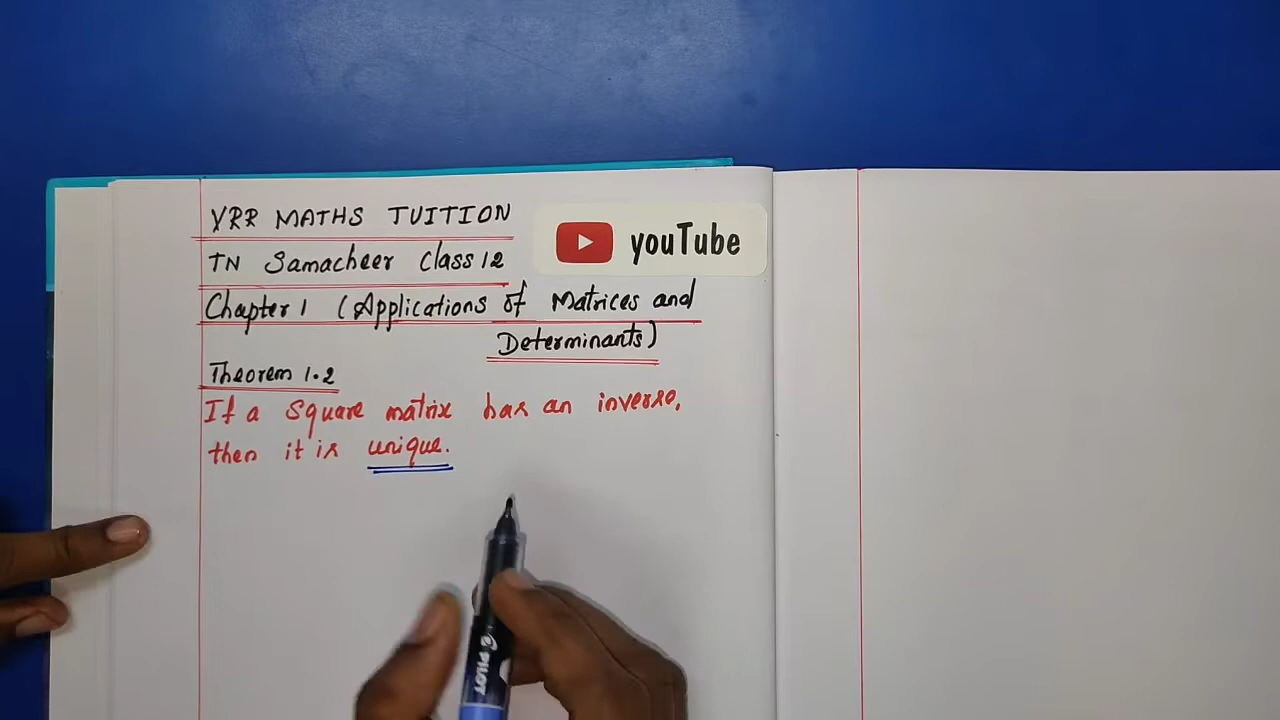 YRR MATHS TUITION
youTube
TN Samacheer Class 12
Chapter 1 (Applications of Matrices and
Determinants)
Theorem 1.2
If a Square matrix has an inverse,
then it is unique.
PILOT